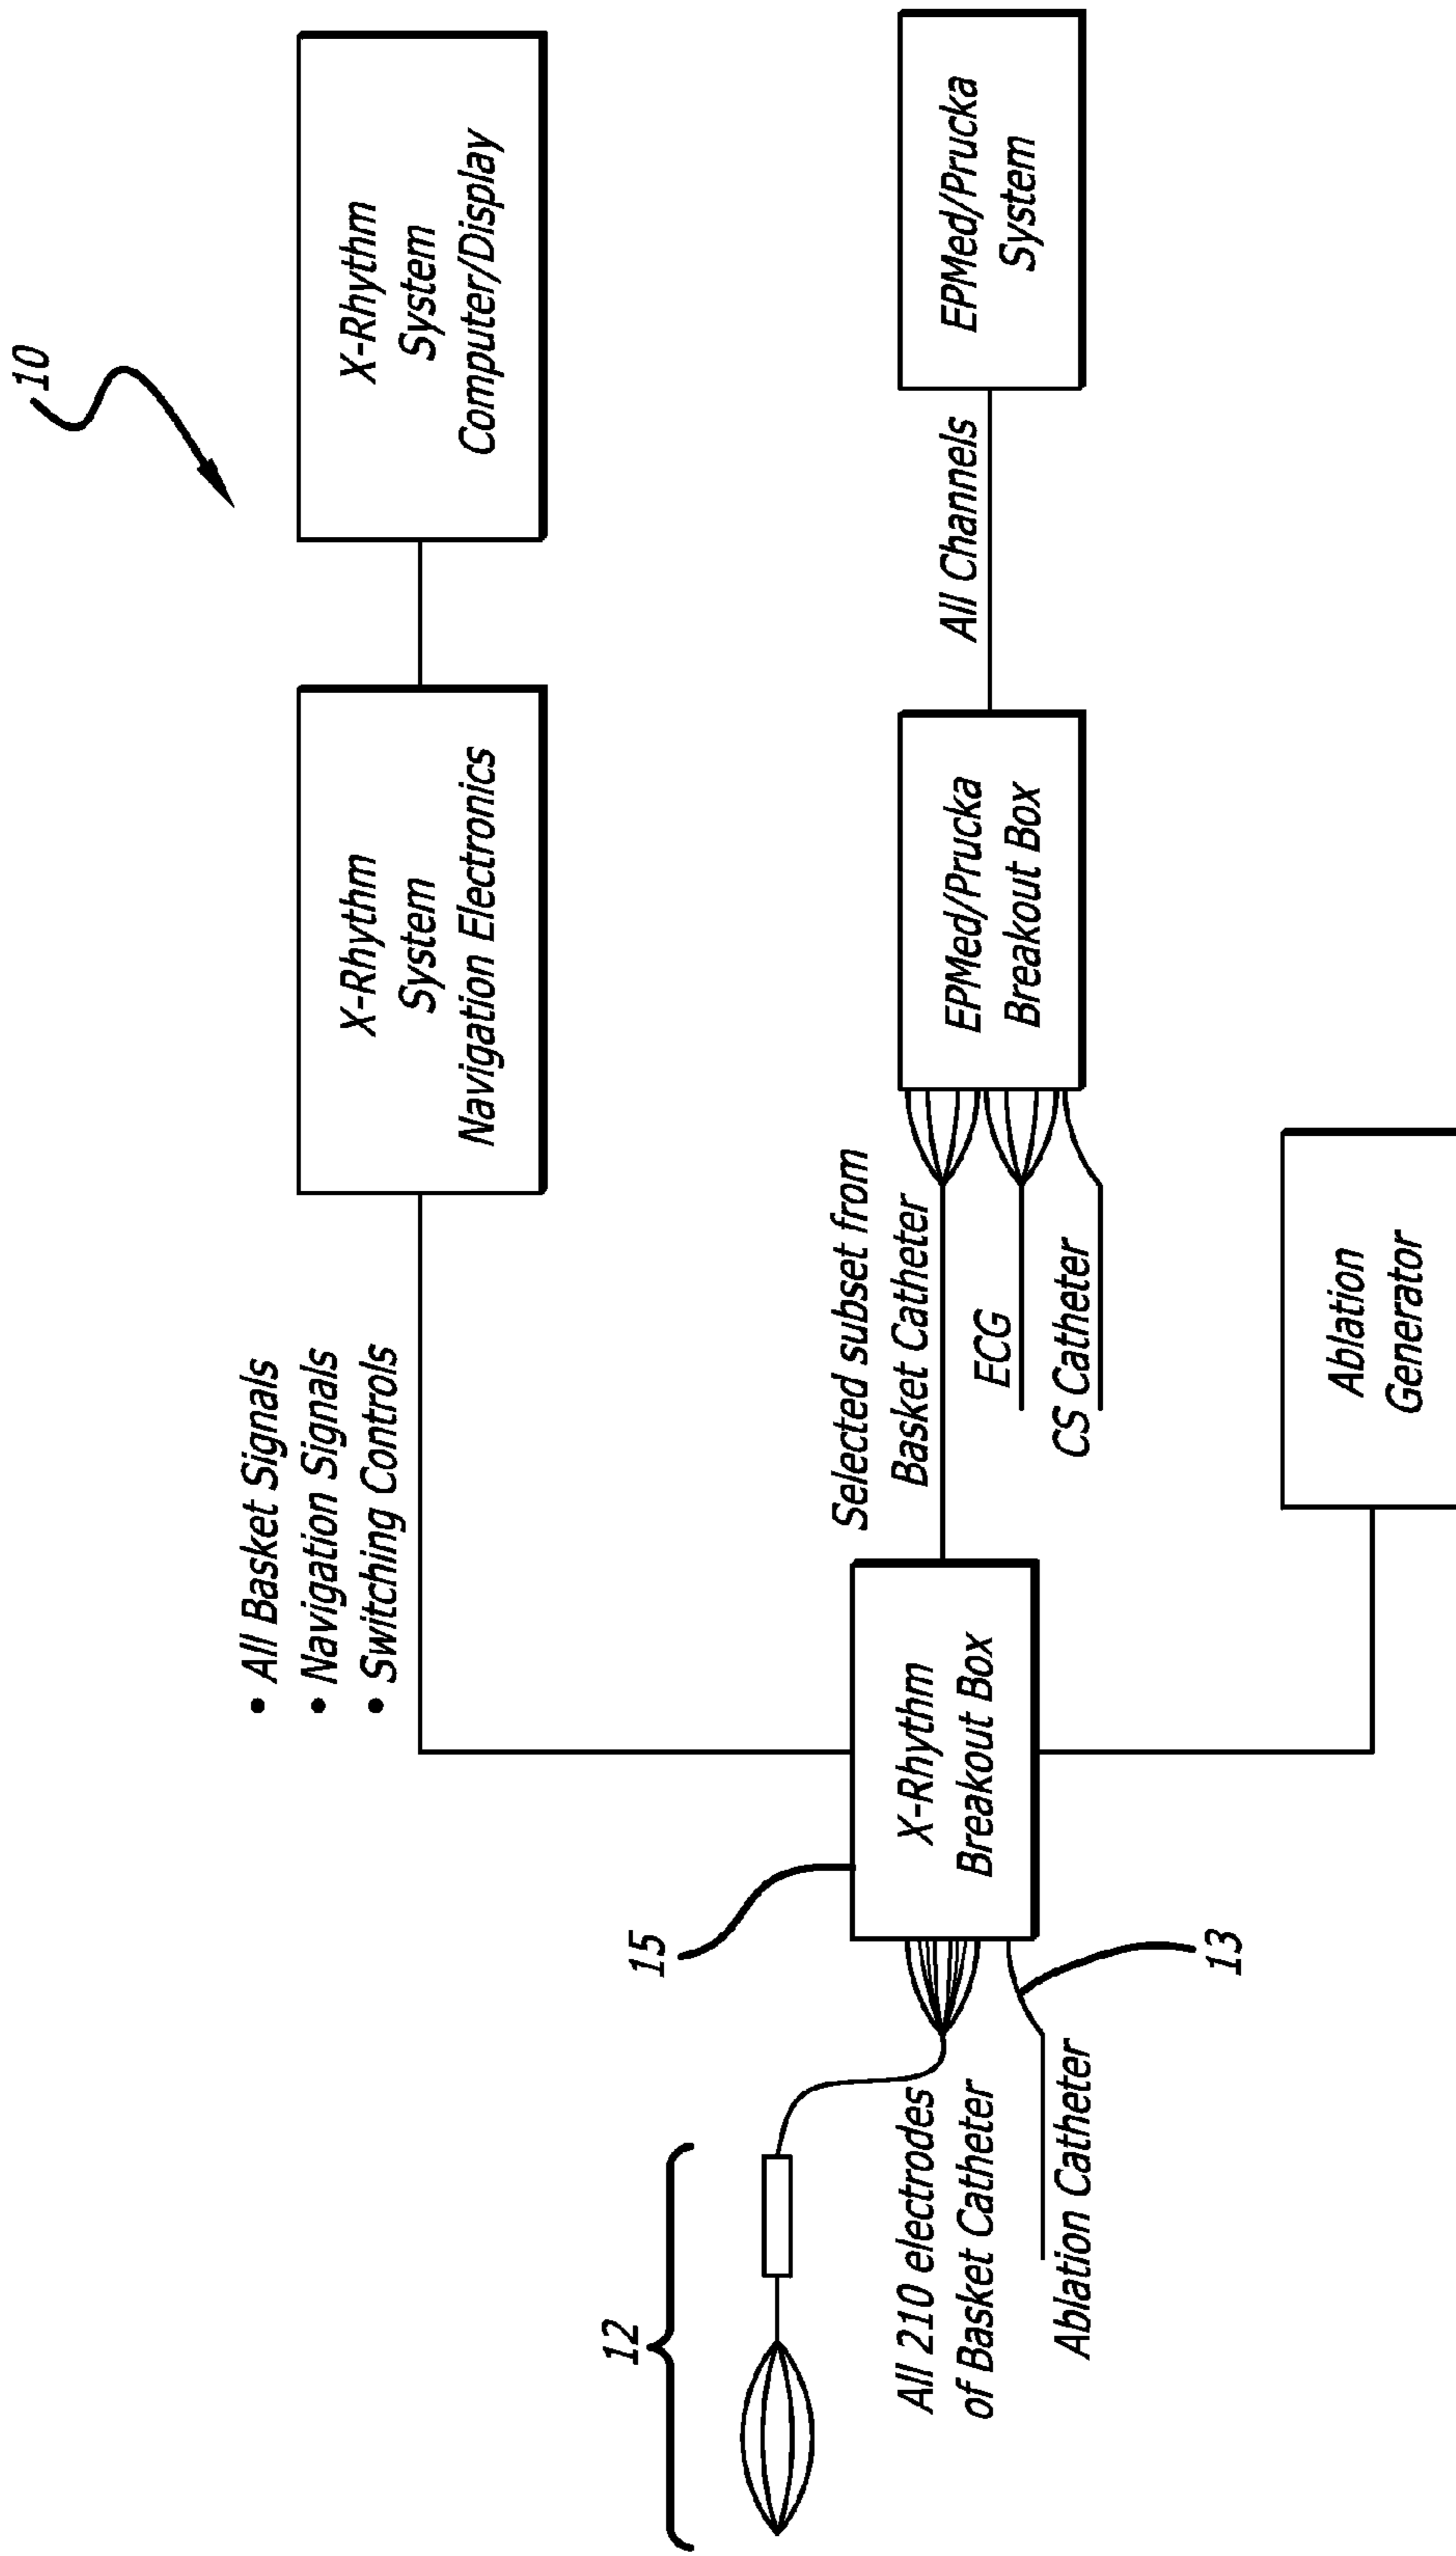 10
X-Rhythm
System
Computer/Display
X-Rhythm
System
Navigation Electronics
• All Basket Signals
• Navigation Signals
• Switching Controls
EPMed/Prucka
System
All Channels
EPMed/Prucka
Breakout Box
Selected subset from
Basket Catheter
ECG
CS Catheter
X-Rhythm
Breakout Box
15
13
12
All 210 electrodes
of Basket Catheter
Ablation Catheter
Ablation
Generator